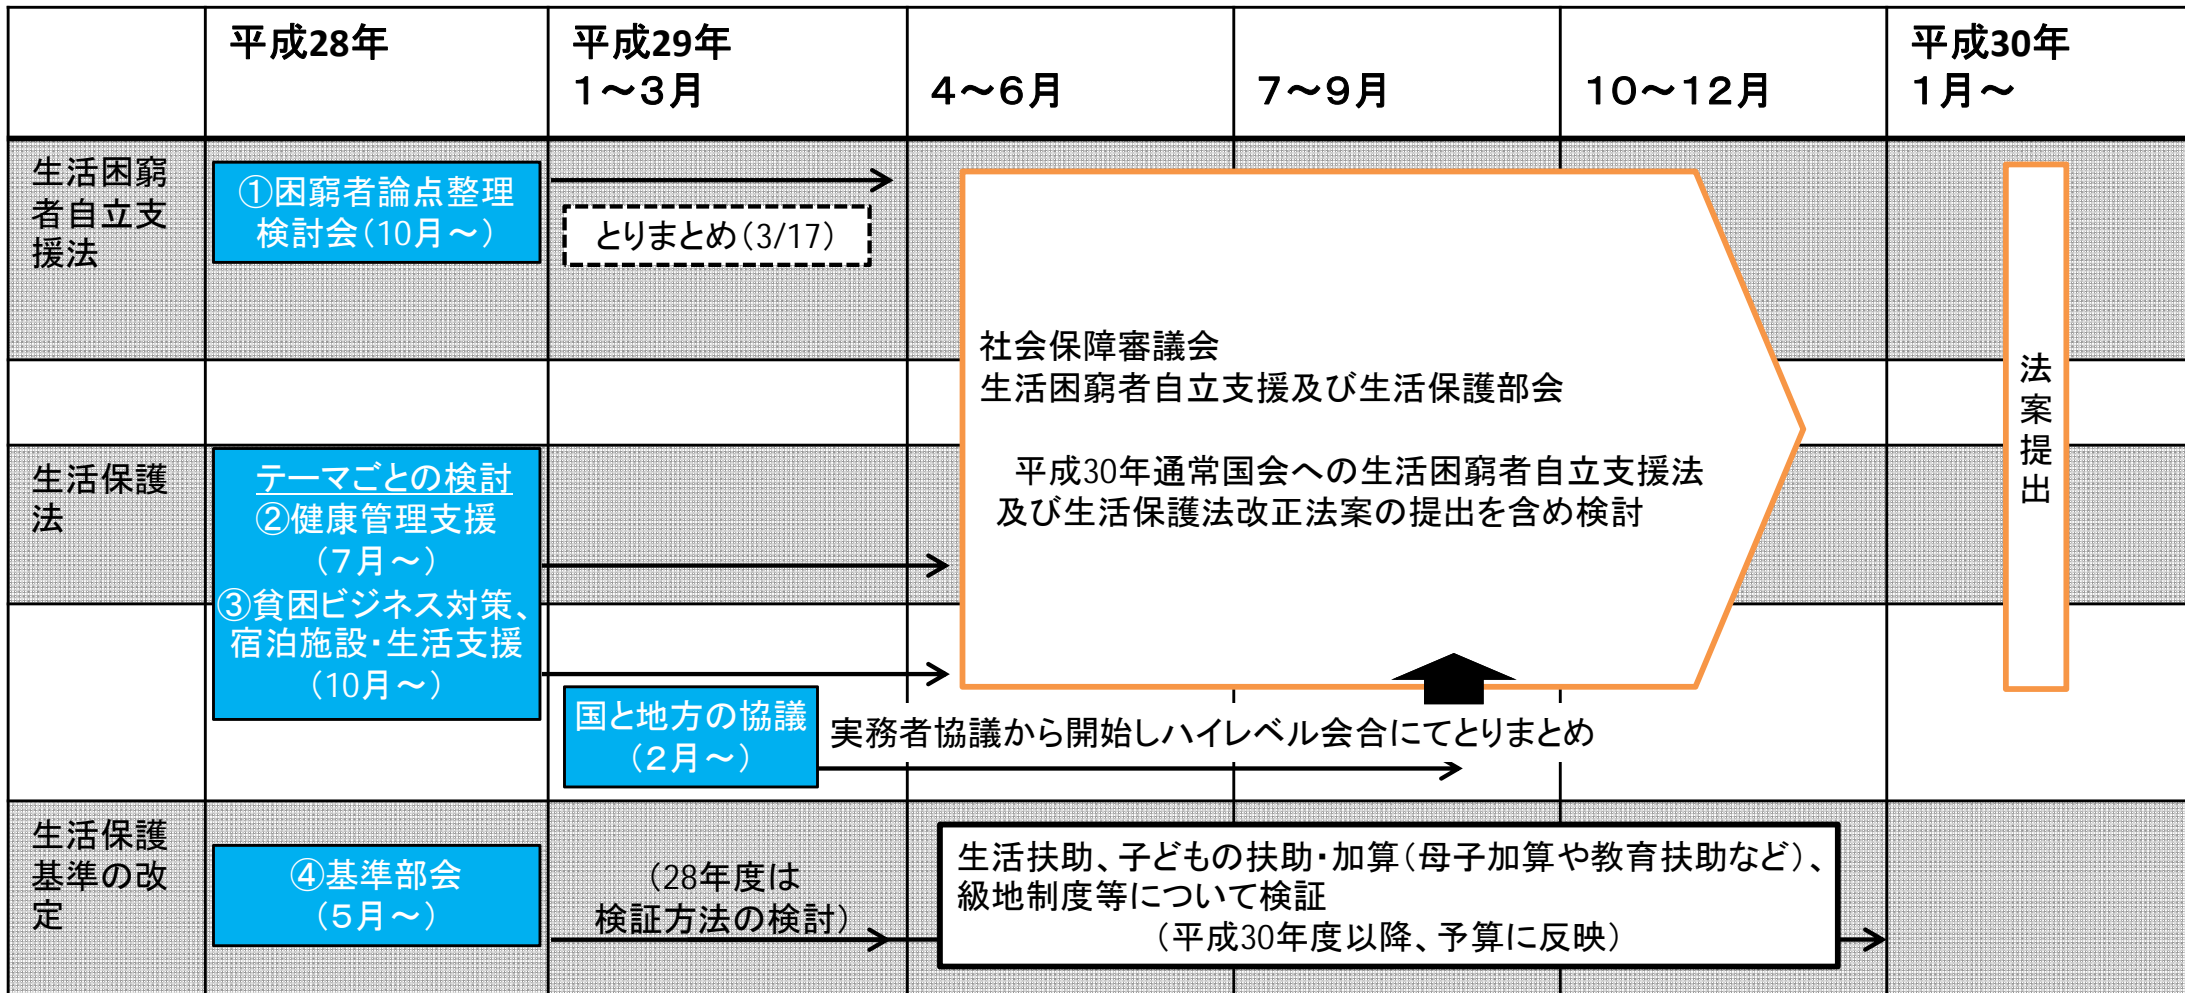 平成28年
平成29年
1～3月
4～6月
7～9月
10～12月
平成30年
1月～
生活困窮
者自立支
援法
①困窮者論点整理
検討会（10月～）
とりまとめ（3/17）
社会保障審議会
生活困窮者自立支援及び生活保護部会
平成30年通常国会への生活困窮者自立支援法
及び生活保護法改正法案の提出を含め検討
法案提出
生活保護
法
テーマごとの検討
②健康管理支援
（7月～）
③貧困ビジネス対策、
宿泊施設・生活支援
（10月～）
国と地方の協議
（2月～）
実務者協議から開始しハイレベル会合にてとりまとめ
生活保護
基準の改
定
④基準部会
（5月～）
（28年度は
検証方法の検討）
生活扶助、子どもの扶助・加算（母子加算や教育扶助など）、
級地制度等について検証
（平成30年度以降、予算に反映）